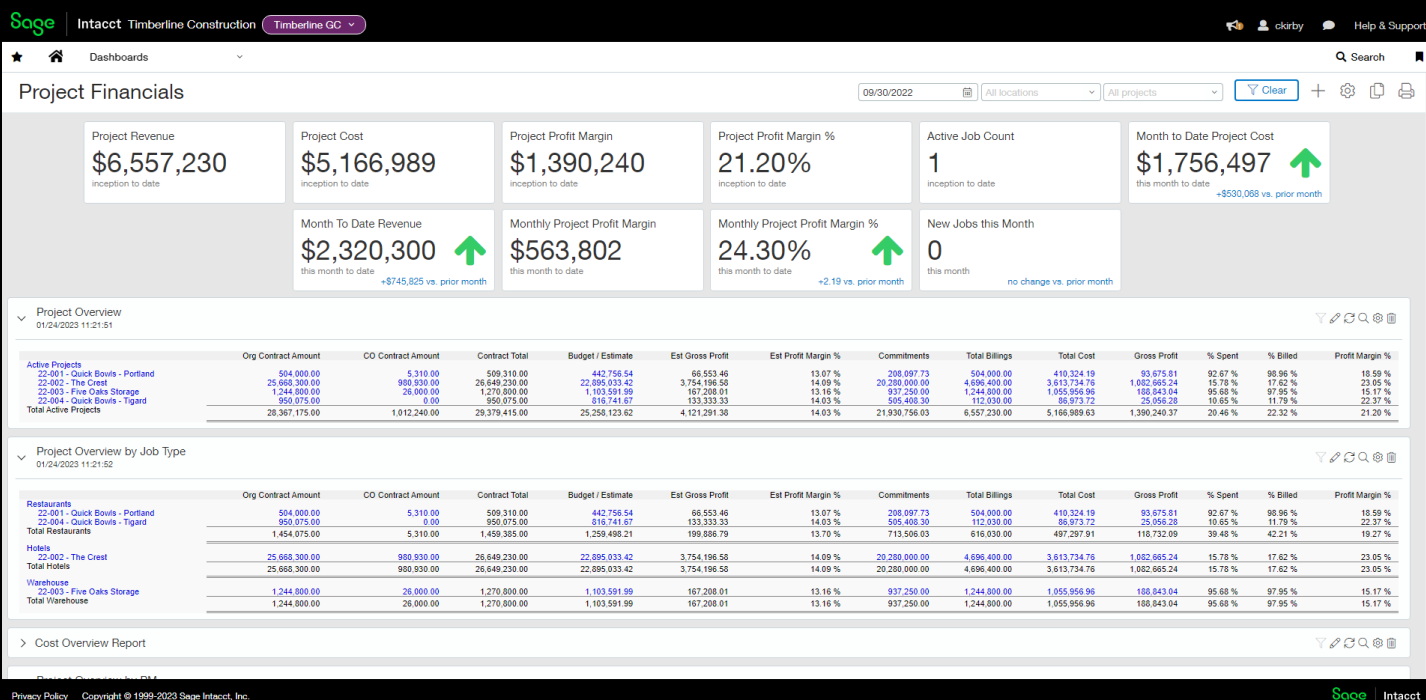 Sage Intacct Timberline Construction Timberline GC ckirby Help & Support
Dashboards Search
Project Financials 09/30/2022 All locations All projects Clear
Project Revenue Project Cost Project Profit Margin Project Profit Margin % Active Job Count Month to Date Project Cost
$6,557,230 $5,166,989 $1,390,240 21.20% 1 $1,756,497
inception to date inception to date inception to date inception to date inception to date this month to date
+$530,068 vs. prior month
Month To Date Revenue Monthly Project Profit Margin Monthly Project Profit Margin % New Jobs this Month
$2,320,300 $563,802 24.30% 0
this month to date this month to date this month to date this month
+$745,825 vs. prior month +2.19 vs. prior month no change vs. prior month
Project Overview
01/24/2023 11:21:51
Org Contract Amount CO Contract Amount Contract Total Budget / Estimate Est Gross Profit Est Profit Margin % Commitments Total Billings Total Cost Gross Profit % Spent % Billed Profit Margin %
Active Projects
22-001 - Quick Bowls - Portland 504,000.00 5,310.00 509,310.00 442,756.54 66,553.46 13.07 % 208,097.73 504,000.00 410,324.19 93,675.81 92.67 % 98.96 % 18.59 %
22-002 - The Crest 25,668,300.00 980,930.00 26,649,230.00 22,895,033.42 3,754,196.58 14.09 % 20,280,000.00 4,696,400.00 3,613,734.76 1,082,665.24 15.78 % 17.62 % 23.05 %
22-003 - Five Oaks Storage 1,244,800.00 26,000.00 1,270,800.00 1,103,591.99 167,208.01 13.16 % 937,250.00 1,244,800.00 1,055,956.96 188,843.04 95.68 % 97.95 % 15.17 %
22-004 - Quick Bowls - Tigard 950,075.00 0.00 950,075.00 816,741.67 133,333.33 14.03 % 505,408.30 112,030.00 86,973.72 25,056.28 10.65 % 11.79 % 22.37 %
Total Active Projects 28,367,175.00 1,012,240.00 29,379,415.00 25,258,123.62 4,121,291.38 14.03 % 21,930,756.03 6,557,230.00 5,166,989.63 1,390,240.37 20.46 % 22.32 % 21.20 %
Project Overview by Job Type
01/24/2023 11:21:52
Org Contract Amount CO Contract Amount Contract Total Budget / Estimate Est Gross Profit Est Profit Margin % Commitments Total Billings Total Cost Gross Profit % Spent % Billed Profit Margin %
Restaurants
22-001 - Quick Bowls - Portland 504,000.00 5,310.00 509,310.00 442,756.54 66,553.46 13.07 % 208,097.73 504,000.00 410,324.19 93,675.81 92.67 % 98.96 % 18.59 %
22-004 - Quick Bowls - Tigard 950,075.00 0.00 950,075.00 816,741.67 133,333.33 14.03 % 505,408.30 112,030.00 86,973.72 25,056.28 10.65 % 11.79 % 22.37 %
Total Restaurants 1,454,075.00 5,310.00 1,459,385.00 1,259,498.21 199,886.79 13.70 % 713,506.03 616,030.00 497,297.91 118,732.09 39.48 % 42.21 % 19.27 %
Hotels
22-002 - The Crest 25,668,300.00 980,930.00 26,649,230.00 22,895,033.42 3,754,196.58 14.09 % 20,280,000.00 4,696,400.00 3,613,734.76 1,082,665.24 15.78 % 17.62 % 23.05 %
Total Hotels 25,668,300.00 980,930.00 26,649,230.00 22,895,033.42 3,754,196.58 14.09 % 20,280,000.00 4,696,400.00 3,613,734.76 1,082,665.24 15.78 % 17.62 % 23.05 %
Warehouse
22-003 - Five Oaks Storage 1,244,800.00 26,000.00 1,270,800.00 1,103,591.99 167,208.01 13.16 % 937,250.00 1,244,800.00 1,055,956.96 188,843.04 95.68 % 97.95 % 15.17 %
Total Warehouse 1,244,800.00 26,000.00 1,270,800.00 1,103,591.99 167,208.01 13.16 % 937,250.00 1,244,800.00 1,055,956.96 188,843.04 95.68 % 97.95 % 15.17 %
Cost Overview Report
Project Overview by PM
Privacy Policy Copyright © 1999-2023 Sage Intacct, Inc. Sage Intacct